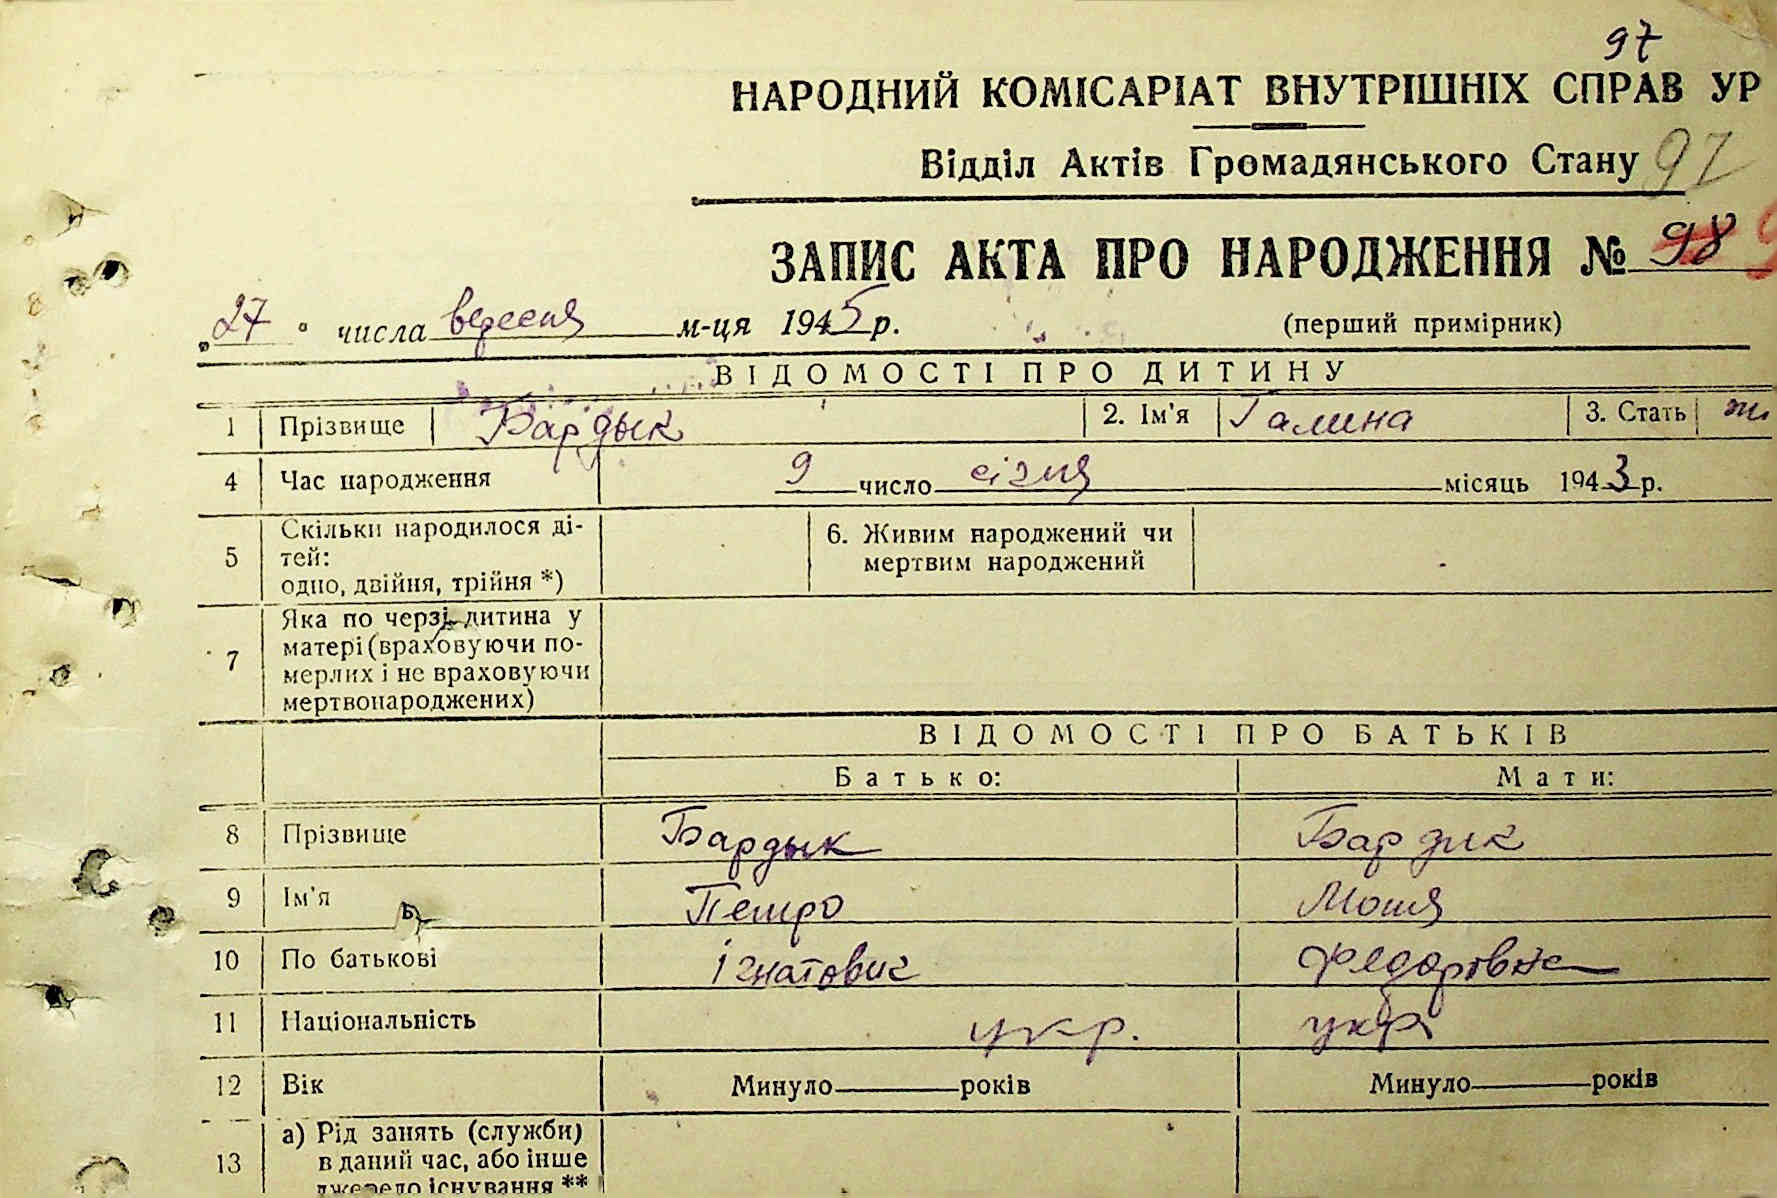 97
НАРОДНИЙ КОМІСАРІАТ ВНУТРІШНІХ СПРАВ УР
Відділ Актів Громадянського Стану 97
ЗАПИС АКТА ПРО НАРОДЖЕННЯ № 98
„27" числа вересня м-ця 1945 р. (перший примірник)
ВІДОМОСТІ ПРО ДИТИНУ
1 Прізвище Бардык 2. Ім'я Галина 3. Стать
4 Час народження 9 число січня місяць 1943 р.
5 Скільки народилося ді-
тей:
одно, двійня, трійня *)
6. Живим народжений чи
мертвим народжений
7 Яка по черзі дитина у
матері (враховуючи по-
мерлих і не враховуючи
мертвонароджених)
ВІДОМОСТІ ПРО БАТЬКІВ
Батько: Мати:
8 Прізвище Бардык Бардик
9 Ім'я Петро
10 По батькові Ігнатович Федорівна
11 Національність укр. укр
12 Вік Минуло років Минуло років
13 а) Рід занять (служби)
в даний час, або інше
джерело існування **